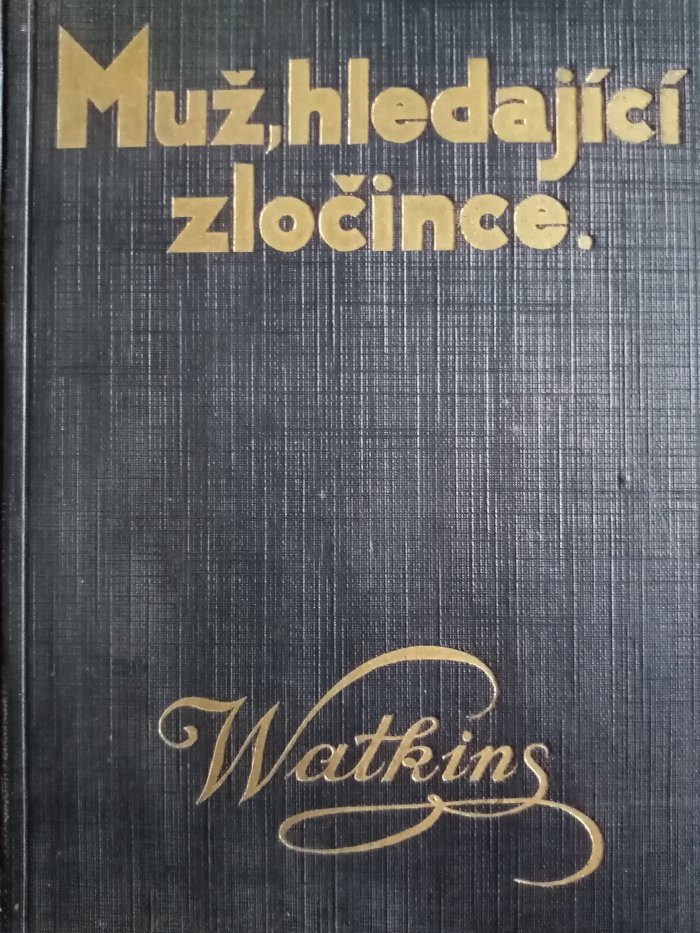 Muž, hledající
zločince.
Watkins